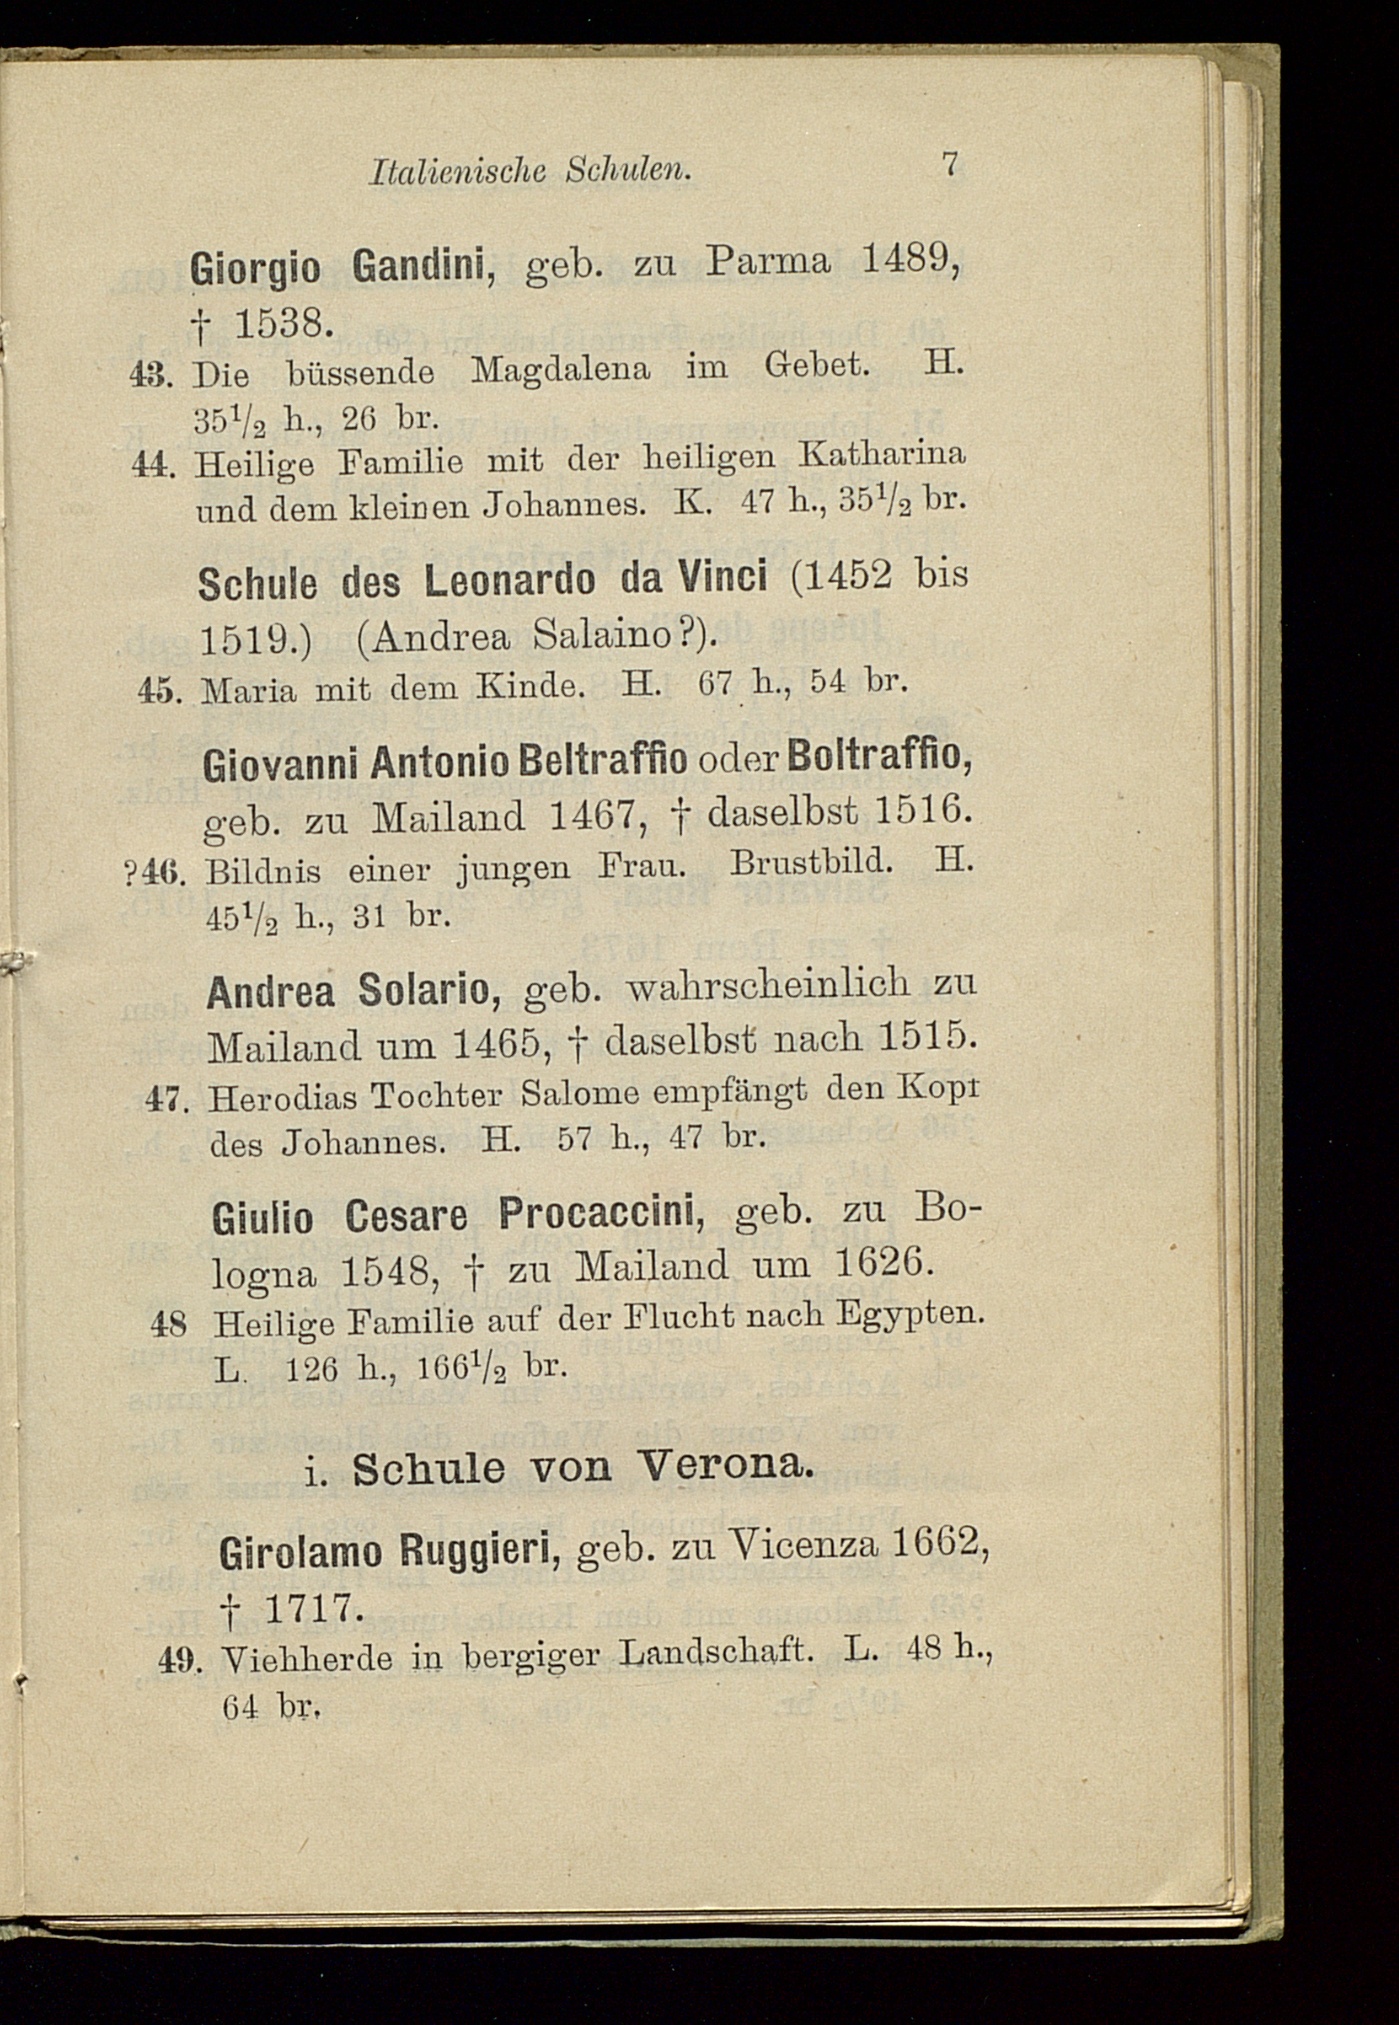 Italienische Schulen. 7
Giorgio Gandini, geb. zu Parma 1489,
† 1538.
43. Die büssende Magdalena im Gebet. H.
35½ h., 26 br.
44. Heilige Familie mit der heiligen Katharina
und dem kleinen Johannes. K. 47 h., 35½ br.
Schule des Leonardo da Vinci (1452 bis
1519.) (Andrea Salaino?).
45. Maria mit dem Kinde. H. 67 h., 54 br.
Giovanni Antonio Beltraffio oder Boltraffio,
geb. zu Mailand 1467, † daselbst 1516.
?46. Bildnis einer jungen Frau. Brustbild. H.
45½ h., 31 br.
Andrea Solario, geb. wahrscheinlich zu
Mailand um 1465, † daselbst nach 1515.
47. Herodias Tochter Salome empfängt den Kopf
des Johannes. H. 57 h., 47 br.
Giulio Cesare Procaccini, geb. zu Bo-
logna 1548, † zu Mailand um 1626.
48 Heilige Familie auf der Flucht nach Egypten.
L. 126 h., 166½ br.
i. Schule von Verona.
Girolamo Ruggieri, geb. zu Vicenza 1662,
† 1717.
49. Viehherde in bergiger Landschaft. L. 48 h.,
64 br.